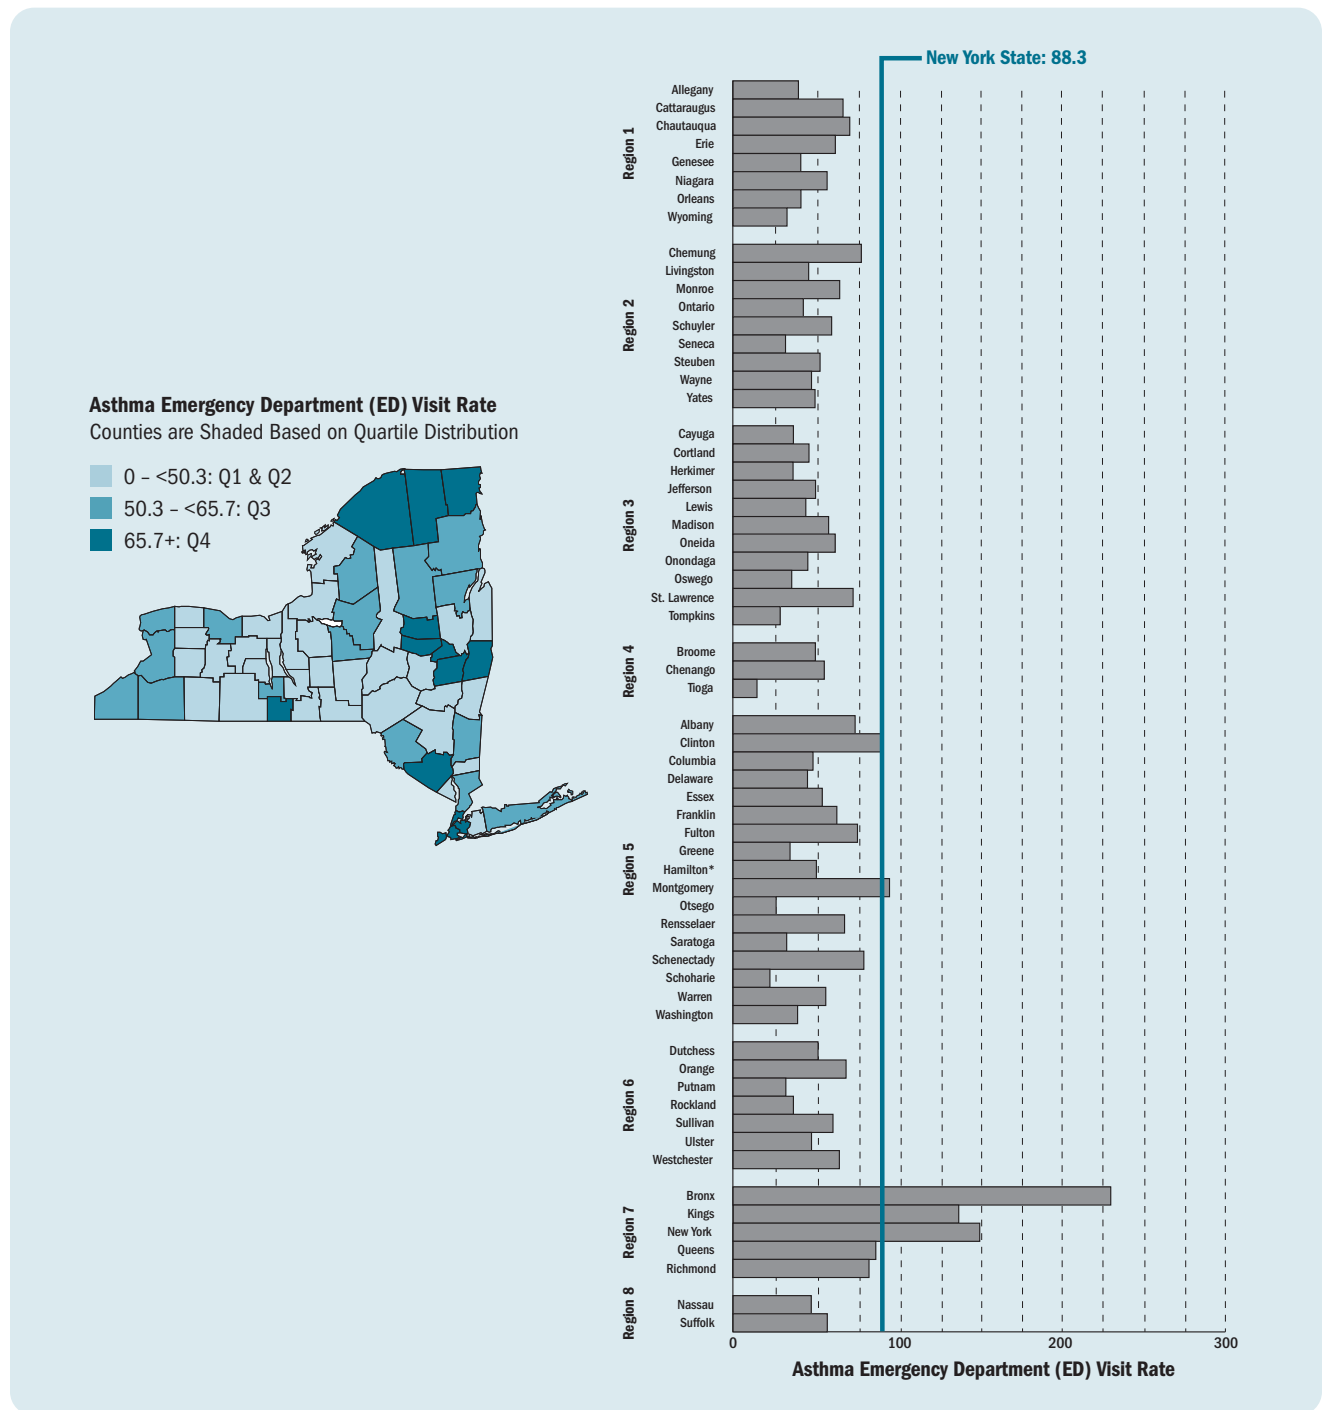 New York State: 88.3
Asthma Emergency Department (ED) Visit Rate
Counties are Shaded Based on Quartile Distribution
0 – <50.3: Q1 & Q2
50.3 – <65.7: Q3
65.7+: Q4
Region 1
Allegany
Cattaraugus
Chautauqua
Erie
Genesee
Niagara
Orleans
Wyoming
Region 2
Chemung
Livingston
Monroe
Ontario
Schuyler
Seneca
Steuben
Wayne
Yates
Region 3
Cayuga
Cortland
Herkimer
Jefferson
Lewis
Madison
Oneida
Onondaga
Oswego
St. Lawrence
Tompkins
Region 4
Broome
Chenango
Tioga
Region 5
Albany
Clinton
Columbia
Delaware
Essex
Franklin
Fulton
Greene
Hamilton*
Montgomery
Otsego
Rensselaer
Saratoga
Schenectady
Schoharie
Warren
Washington
Region 6
Dutchess
Orange
Putnam
Rockland
Sullivan
Ulster
Westchester
Region 7
Bronx
Kings
New York
Queens
Richmond
Region 8
Nassau
Suffolk
0 100 200 300
Asthma Emergency Department (ED) Visit Rate